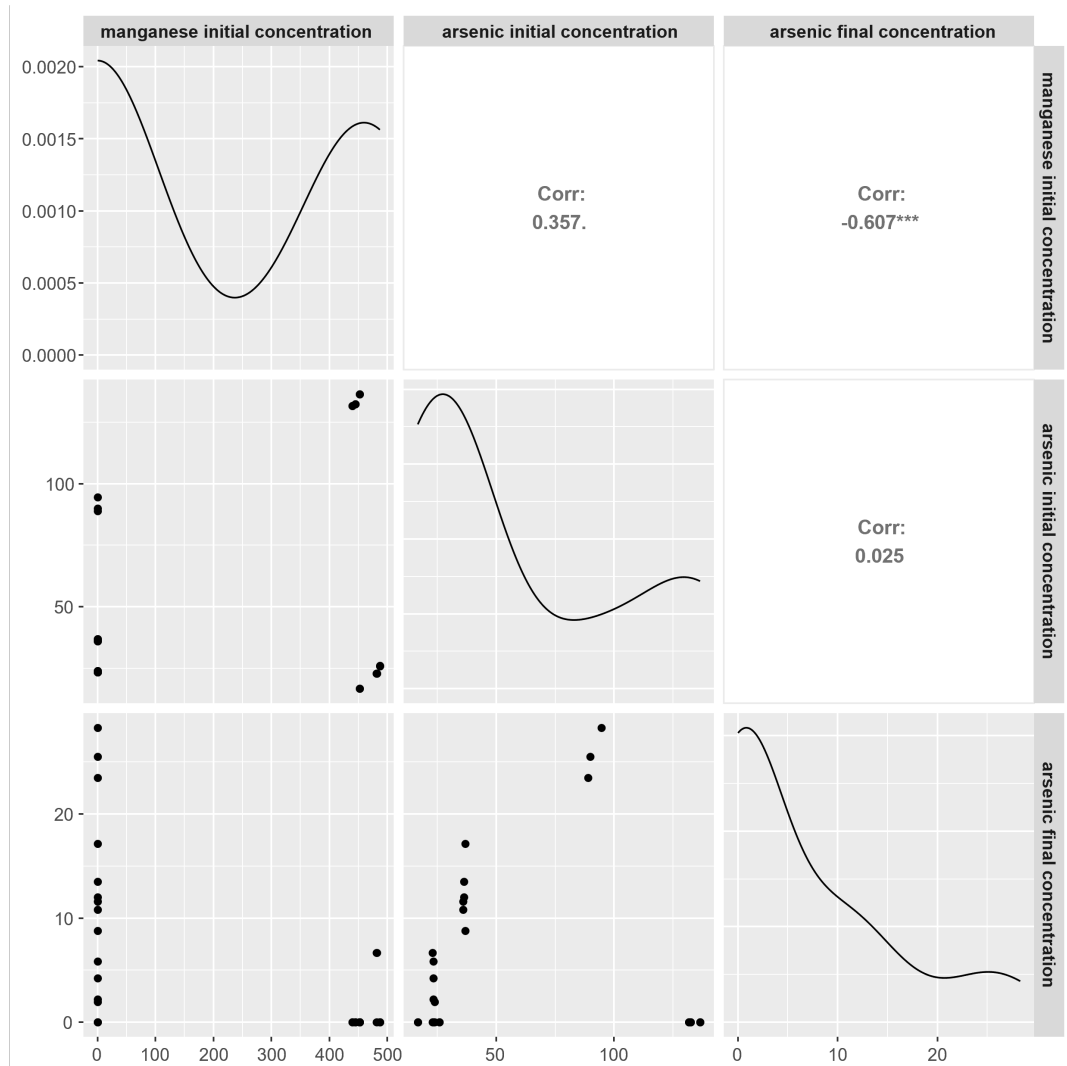 manganese initial concentration
arsenic initial concentration
arsenic final concentration
0.0020
0.0015
0.0010
0.0005
0.0000
Corr:
0.357.
Corr:
-0.607***
manganese initial concentration
100
50
Corr:
0.025
arsenic initial concentration
20
10
0
arsenic final concentration
0 100 200 300 400 500
50 100
0 10 20